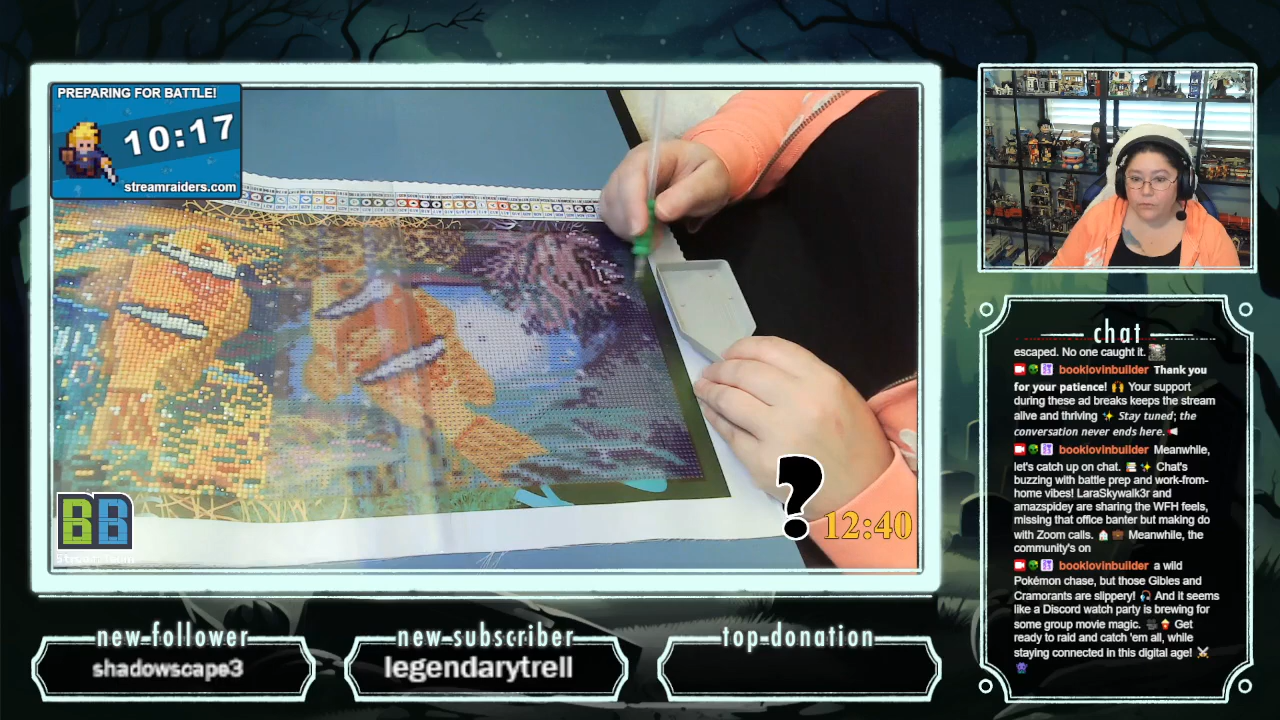 PREPARING FOR BATTLE!
10:17
streamraiders.com
BB
?
12:40
chat
escaped. No one caught it.
booklovinbuilder Thank you
for your patience! 🙌 Your support
during these ad breaks keeps the stream
alive and thriving ✨ Stay tuned; the
conversation never ends here.
booklovinbuilder Meanwhile,
let's catch up on chat. ✨ Chat's
buzzing with battle prep and work-from-
home vibes! LaraSkywalk3r and
amazspidey are sharing the WFH feels,
missing that office banter but making do
with Zoom calls. 🏠 💼 Meanwhile, the
community's on
booklovinbuilder a wild
Pokémon chase, but those Gibles and
Cramorants are slippery! 🎣 And it seems
like a Discord watch party is brewing for
some group movie magic. 🎥 🍿 Get
ready to raid and catch 'em all, while
staying connected in this digital age! ⚔️
👾
new follower
shadowscape3
new subscriber
legendarytrell
top donation